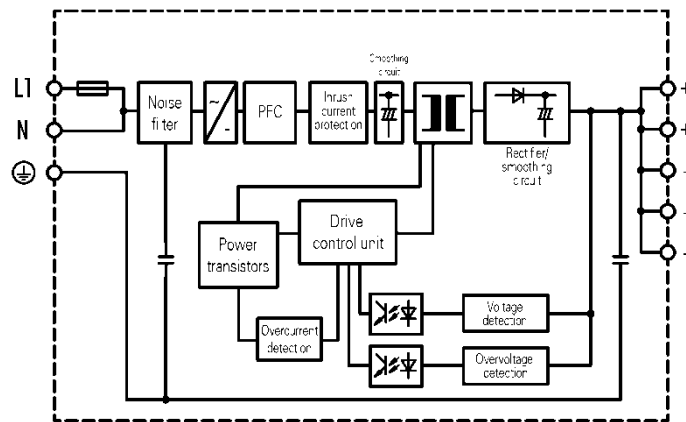 L1
N
Noise
filter
~
-
PFC
Inrush
current
protection
Smoothing
circuit
Rectifier/
smoothing
circuit
+
+
-
-
-
Power
transistors
Drive
control unit
Overcurrent
detection
Voltage
detection
Overvoltage
detection